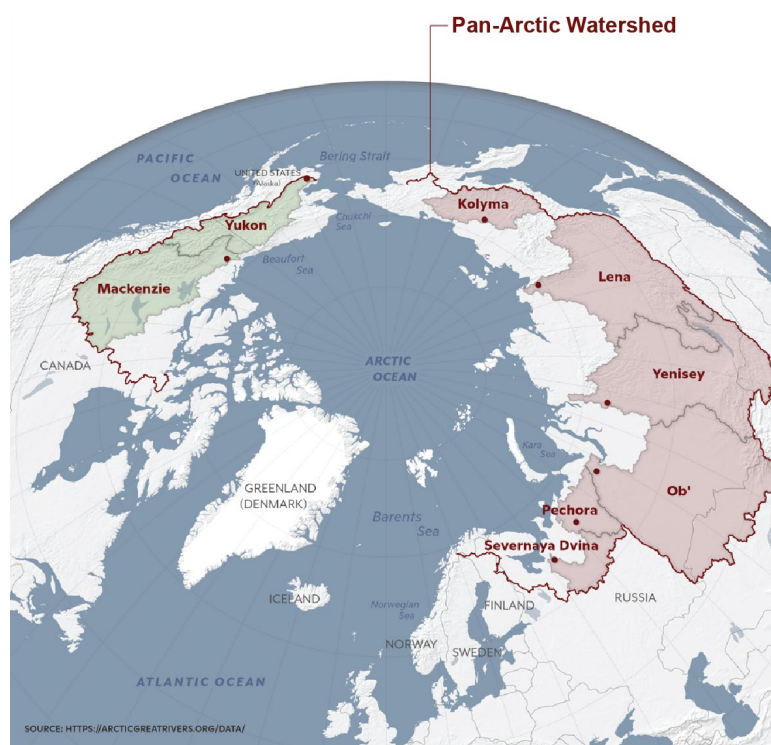 Pan-Arctic Watershed
PACIFIC
OCEAN
Bering Strait
UNITED STATES
(Alaska)
Kolyma
Yukon
Chukchi
Sea
Beaufort
Sea
Lena
Mackenzie
CANADA
ARCTIC
OCEAN
Yenisey
Kara
Sea
GREENLAND
(DENMARK)
Ob'
Barents
Sea
Pechora
Severnaya Dvina
ICELAND
Norwegian
Sea
FINLAND
RUSSIA
NORWAY
SWEDEN
ATLANTIC OCEAN
SOURCE: HTTPS://ARCTICGREATRIVERS.ORG/DATA/